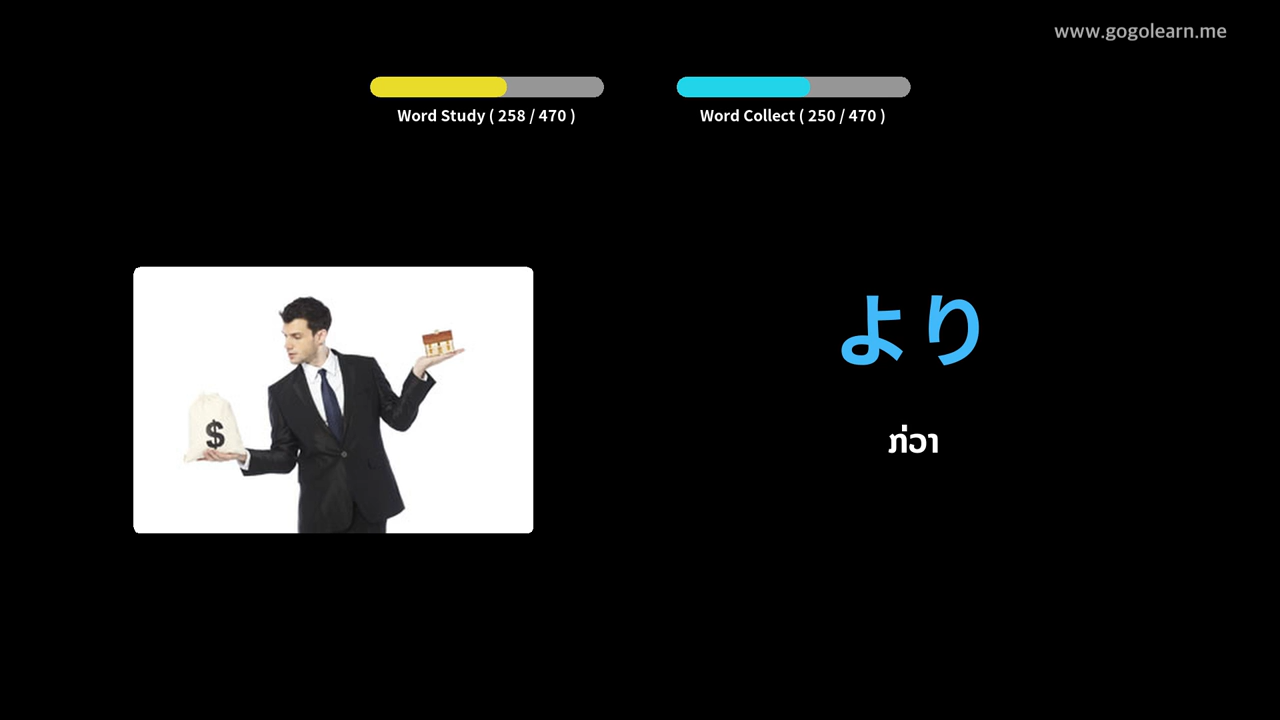 www.gogolearn.me
Word Study ( 258 / 470 )
Word Collect ( 250 / 470 )
より
ກ່ວາ
$